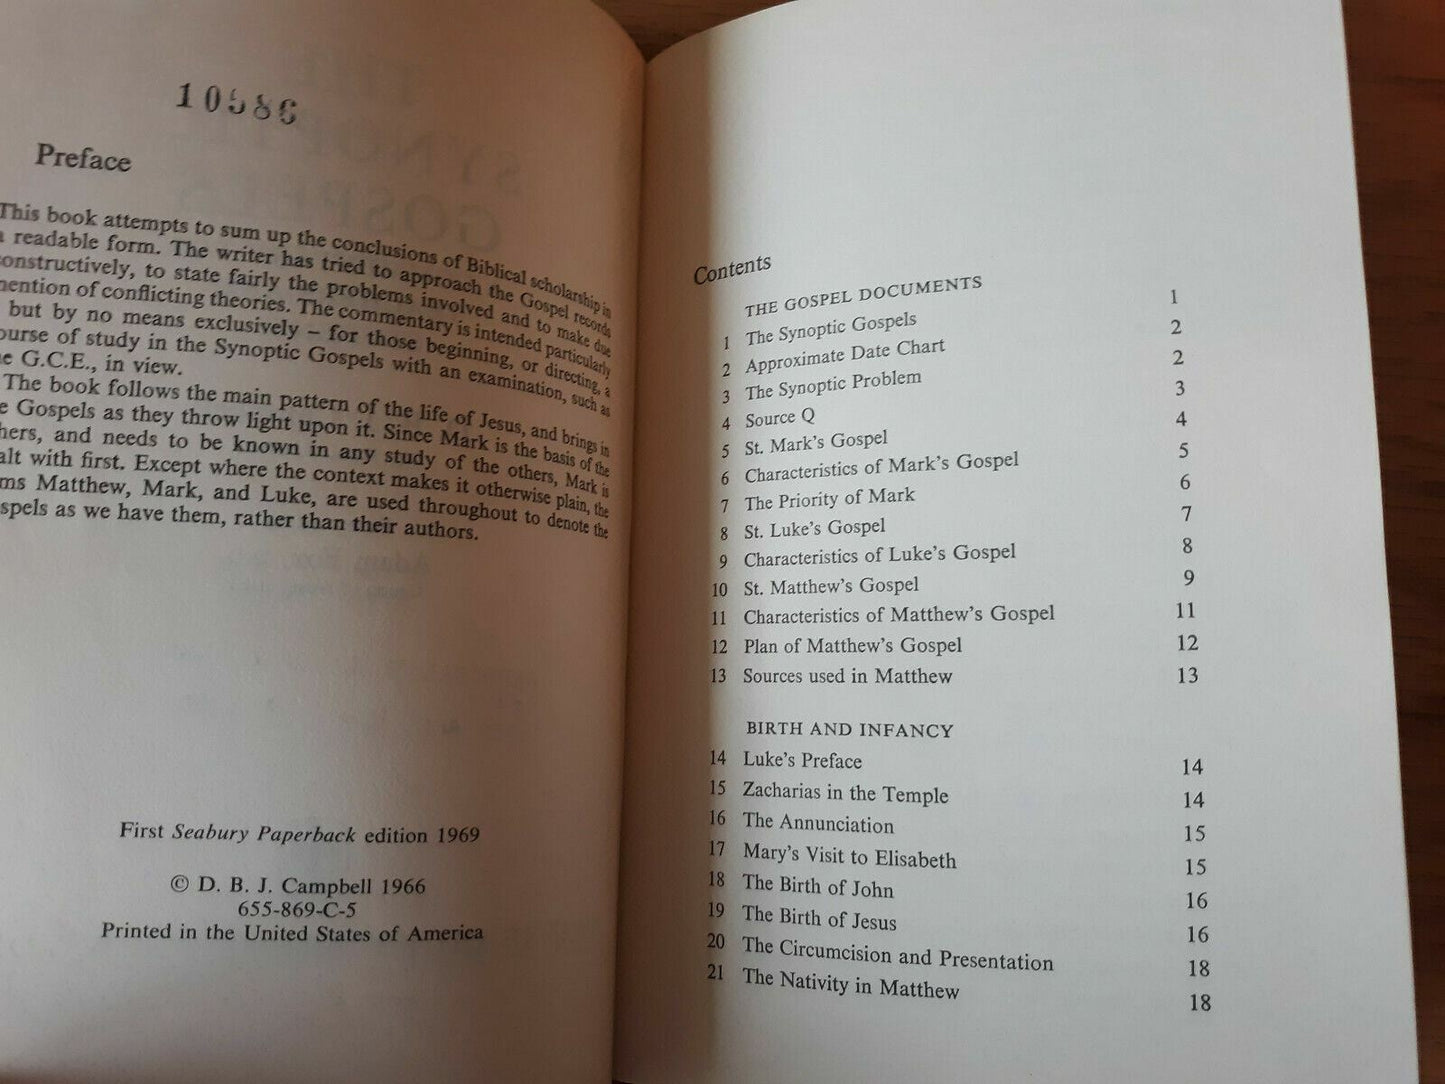 10586
Preface
This book attempts to sum up the conclusions of Biblical scholarship in
readable form. The writer has tried to approach the Gospel records
onstructively, to state fairly the problems involved and to make due
ention of conflicting theories. The commentary is intended particularly
but by no means exclusively – for those beginning, or directing, a
ourse of study in the Synoptic Gospels with an examination, such as
e G.C.E., in view.
The book follows the main pattern of the life of Jesus, and brings in
e Gospels as they throw light upon it. Since Mark is the basis of the
hers, and needs to be known in any study of the others, Mark is
alt with first. Except where the context makes it otherwise plain, the
ms Matthew, Mark, and Luke, are used throughout to denote the
spels as we have them, rather than their authors.
First Seabury Paperback edition 1969
© D. B. J. Campbell 1966
655-869-C-5
Printed in the United States of America
Contents
THE GOSPEL DOCUMENTS
1 The Synoptic Gospels 1
2 Approximate Date Chart 2
3 The Synoptic Problem 2
4 Source Q 3
5 St. Mark's Gospel 4
6 Characteristics of Mark's Gospel 5
7 The Priority of Mark 6
8 St. Luke's Gospel 7
9 Characteristics of Luke's Gospel 8
10 St. Matthew's Gospel 9
11 Characteristics of Matthew's Gospel 11
12 Plan of Matthew's Gospel 12
13 Sources used in Matthew 13
BIRTH AND INFANCY
14 Luke's Preface 14
15 Zacharias in the Temple 14
16 The Annunciation 15
17 Mary's Visit to Elisabeth 15
18 The Birth of John 16
19 The Birth of Jesus 16
20 The Circumcision and Presentation 18
21 The Nativity in Matthew 18